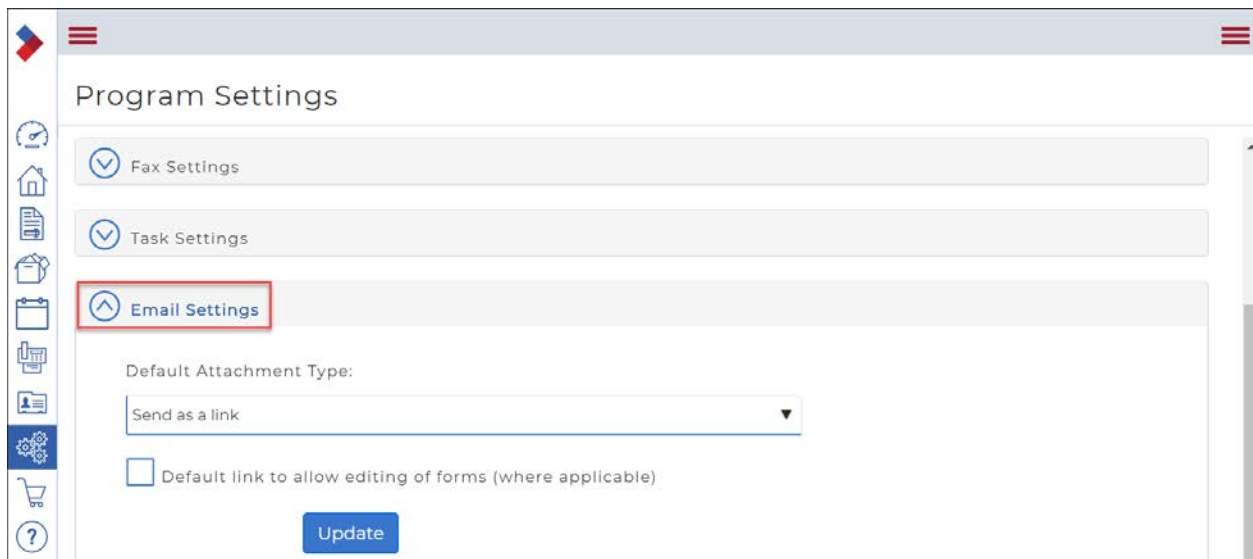 Program Settings
Fax Settings
Task Settings
Email Settings
Default Attachment Type:
Send as a link
Default link to allow editing of forms (where applicable)
Update
?